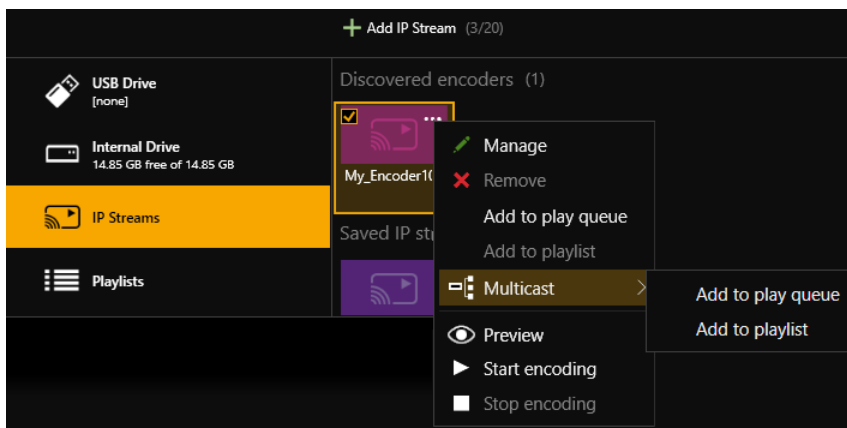 Add IP Stream (3/20)
USB Drive
[none]
Internal Drive
14.85 GB free of 14.85 GB
IP Streams
Playlists
Discovered encoders (1)
My_Encoder1(
Saved IP str
Manage
Remove
Add to play queue
Add to playlist
Multicast
Preview
Start encoding
Stop encoding
Add to play queue
Add to playlist